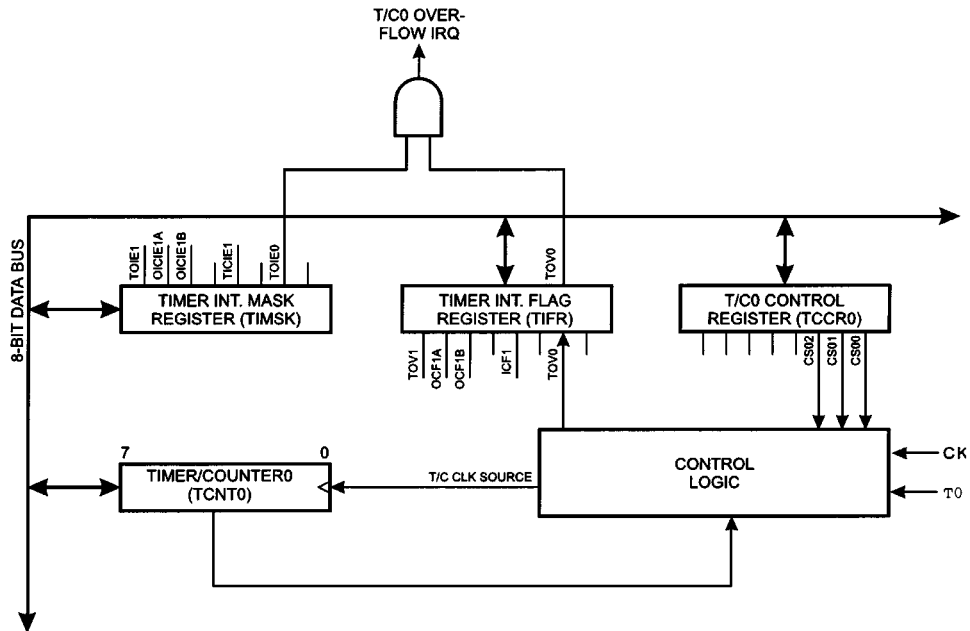 T/C0 OVER-
FLOW IRQ
8-BIT DATA BUS
TOIE1
OICIE1A
OICIE1B
TICIE1
TOIE0
TOV0
TIMER INT. MASK
REGISTER (TIMSK)
TIMER INT. FLAG
REGISTER (TIFR)
T/C0 CONTROL
REGISTER (TCCR0)
TOV1
OCF1A
OCF1B
ICF1
TOV0
CS02
CS01
CS00
7
0
TIMER/COUNTER0
(TCNT0)
T/C CLK SOURCE
CONTROL
LOGIC
CK
T0